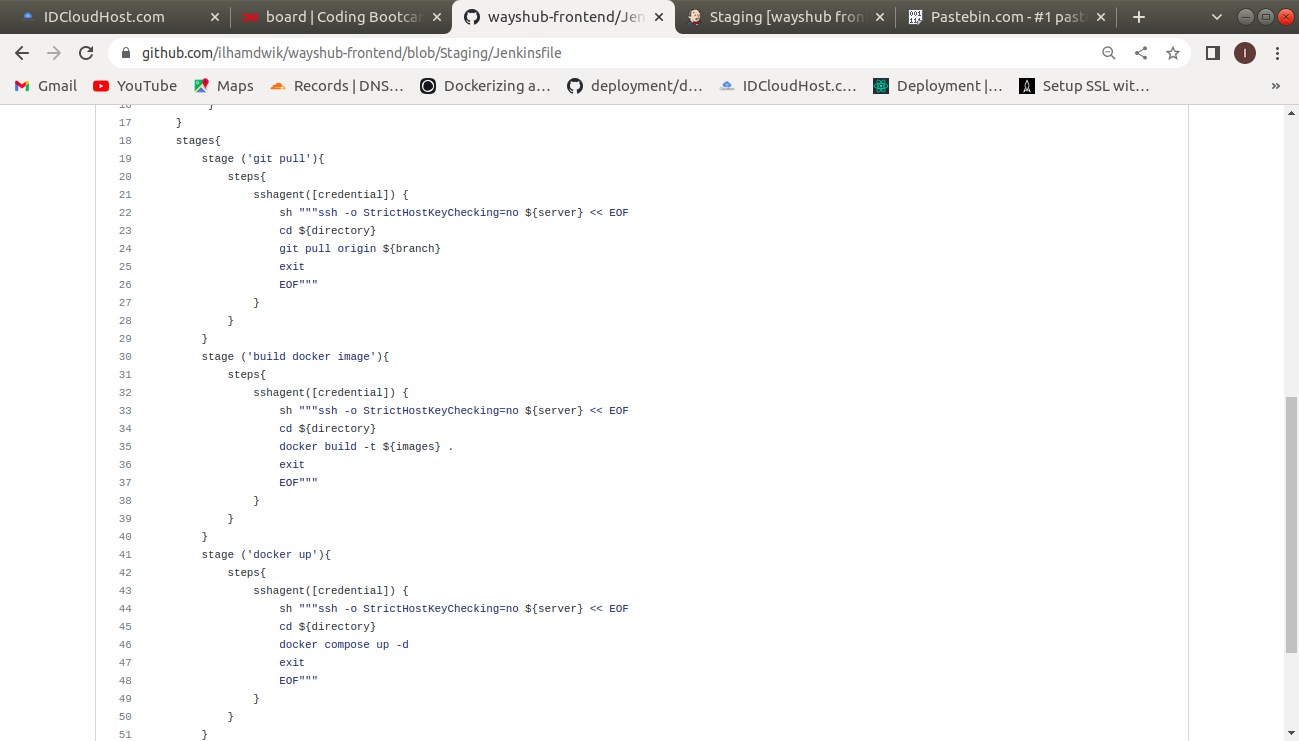 IDCloudHost.com
board | Coding Bootcar
wayshub-frontend/Jen
Staging [wayshub fron
Pastebin.com - #1 past
github.com/ilhamdwik/wayshub-frontend/blob/Staging/Jenkinsfile
I
Gmail
YouTube
Maps
Records | DNS...
Dockerizing a...
deployment/d...
IDCloudHost.c...
Deployment |...
Setup SSL wit...
»
16 }
17 }
18 stages{
19 stage ('git pull'){
20 steps{
21 sshagent([credential]) {
22 sh """ssh -o StrictHostKeyChecking=no ${server} << EOF
23 cd ${directory}
24 git pull origin ${branch}
25 exit
26 EOF"""
27 }
28 }
29 }
30 stage ('build docker image'){
31 steps{
32 sshagent([credential]) {
33 sh """ssh -o StrictHostKeyChecking=no ${server} << EOF
34 cd ${directory}
35 docker build -t ${images} .
36 exit
37 EOF"""
38 }
39 }
40 }
41 stage ('docker up'){
42 steps{
43 sshagent([credential]) {
44 sh """ssh -o StrictHostKeyChecking=no ${server} << EOF
45 cd ${directory}
46 docker compose up -d
47 exit
48 EOF"""
49 }
50 }
51 }